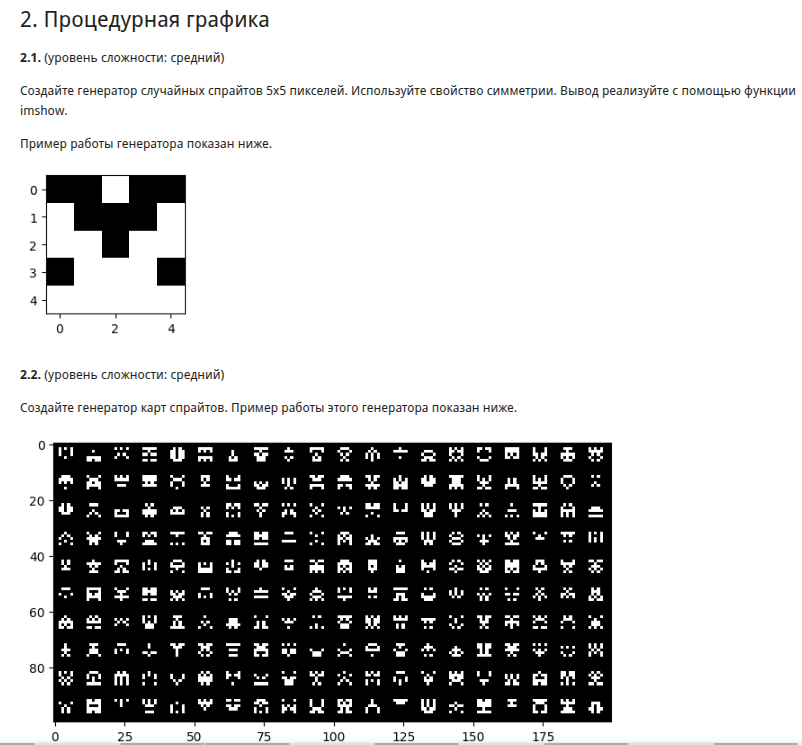 2. Процедурная графика
2.1. (уровень сложности: средний)
Создайте генератор случайных спрайтов 5x5 пикселей. Используйте свойство симметрии. Вывод реализуйте с помощью функции
imshow.
Пример работы генератора показан ниже.
0
1
2
3
4
0 2 4
2.2. (уровень сложности: средний)
Создайте генератор карт спрайтов. Пример работы этого генератора показан ниже.
0
20
40
60
80
0 25 50 75 100 125 150 175